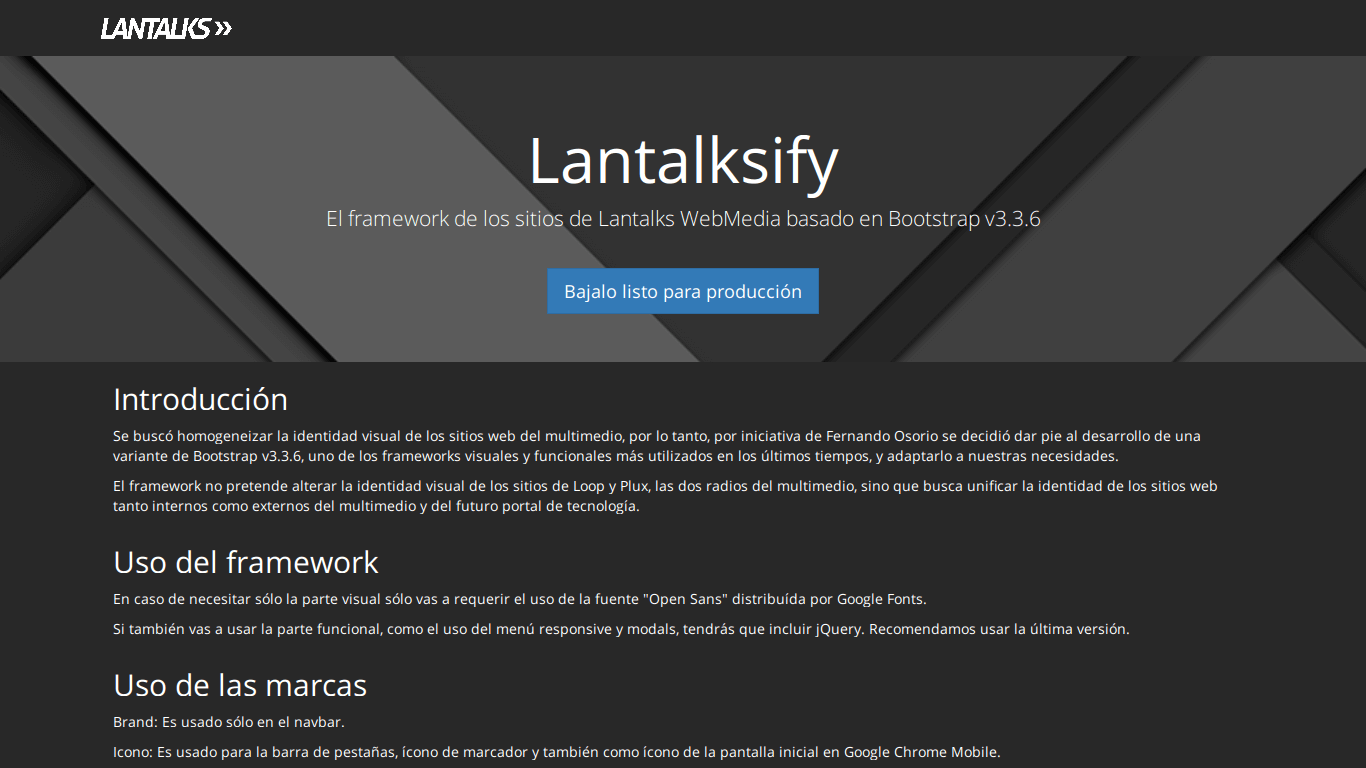 LANTALKS »
Lantalksify
El framework de los sitios de Lantalks WebMedia basado en Bootstrap v3.3.6
Bajalo listo para producción
Introducción
Se buscó homogeneizar la identidad visual de los sitios web del multimedio, por lo tanto, por iniciativa de Fernando Osorio se decidió dar pie al desarrollo de una
variante de Bootstrap v3.3.6, uno de los frameworks visuales y funcionales más utilizados en los últimos tiempos, y adaptarlo a nuestras necesidades.
El framework no pretende alterar la identidad visual de los sitios de Loop y Plux, las dos radios del multimedio, sino que busca unificar la identidad de los sitios web
tanto internos como externos del multimedio y del futuro portal de tecnología.
Uso del framework
En caso de necesitar sólo la parte visual sólo vas a requerir el uso de la fuente "Open Sans" distribuída por Google Fonts.
Si también vas a usar la parte funcional, como el uso del menú responsive y modals, tendrás que incluir jQuery. Recomendamos usar la última versión.
Uso de las marcas
Brand: Es usado sólo en el navbar.
Icono: Es usado para la barra de pestañas, ícono de marcador y también como ícono de la pantalla inicial en Google Chrome Mobile.